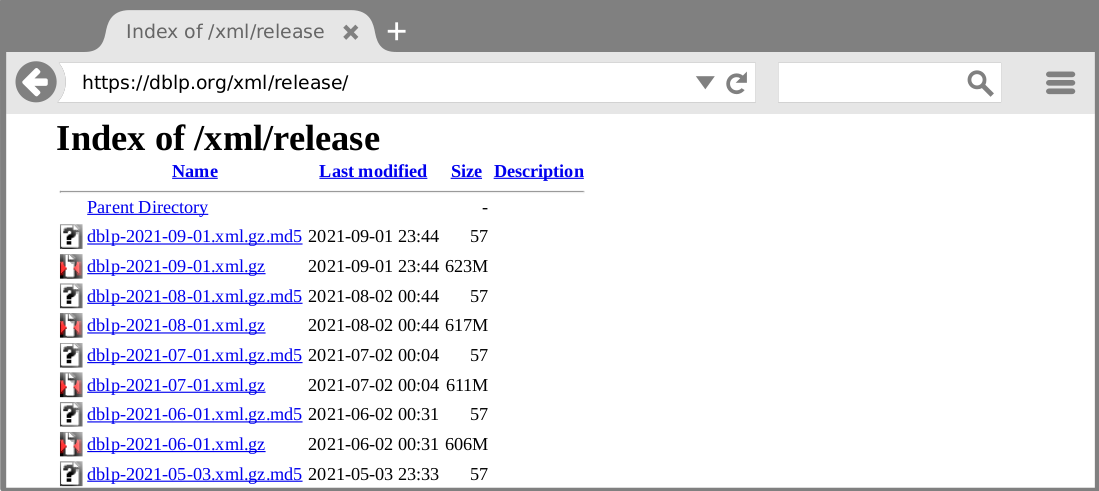 Index of /xml/release
https://dblp.org/xml/release/
Index of /xml/release
Name Last modified Size Description
Parent Directory -
dblp-2021-09-01.xml.gz.md5 2021-09-01 23:44 57
dblp-2021-09-01.xml.gz 2021-09-01 23:44 623M
dblp-2021-08-01.xml.gz.md5 2021-08-02 00:44 57
dblp-2021-08-01.xml.gz 2021-08-02 00:44 617M
dblp-2021-07-01.xml.gz.md5 2021-07-02 00:04 57
dblp-2021-07-01.xml.gz 2021-07-02 00:04 611M
dblp-2021-06-01.xml.gz.md5 2021-06-02 00:31 57
dblp-2021-06-01.xml.gz 2021-06-02 00:31 606M
dblp-2021-05-03.xml.gz.md5 2021-05-03 23:33 57